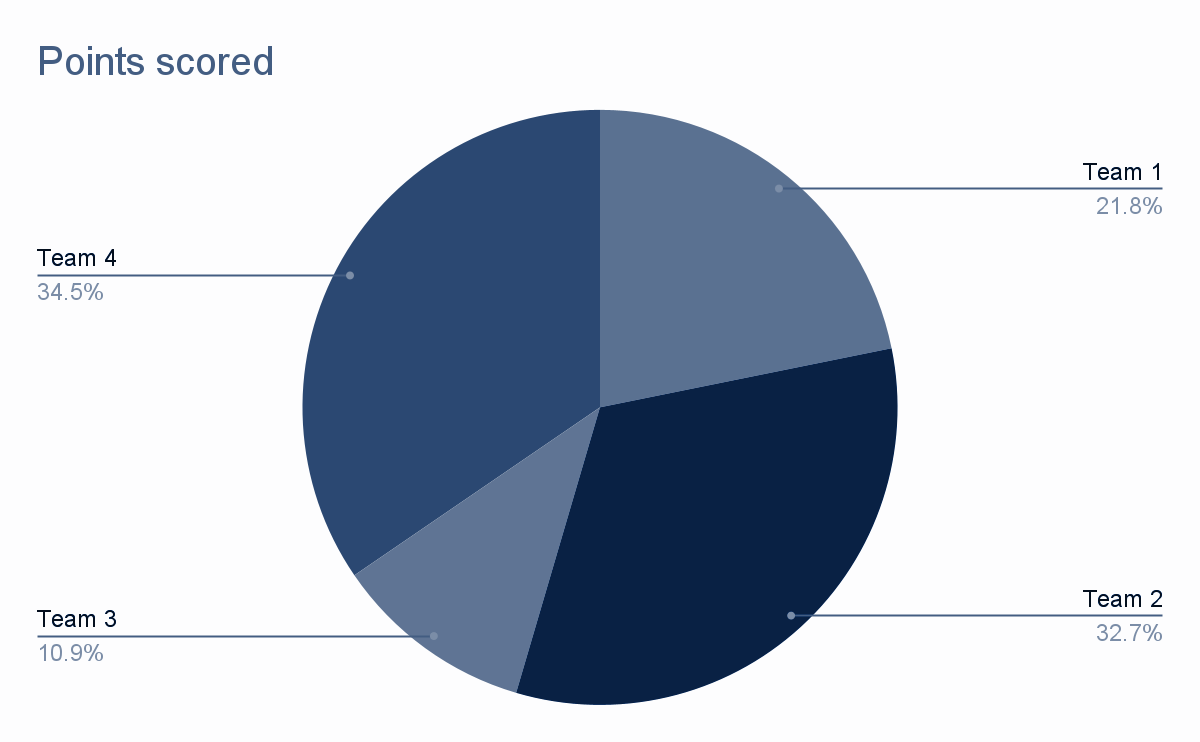 Points scored
Team 1
21.8%
Team 4
34.5%
Team 2
32.7%
Team 3
10.9%